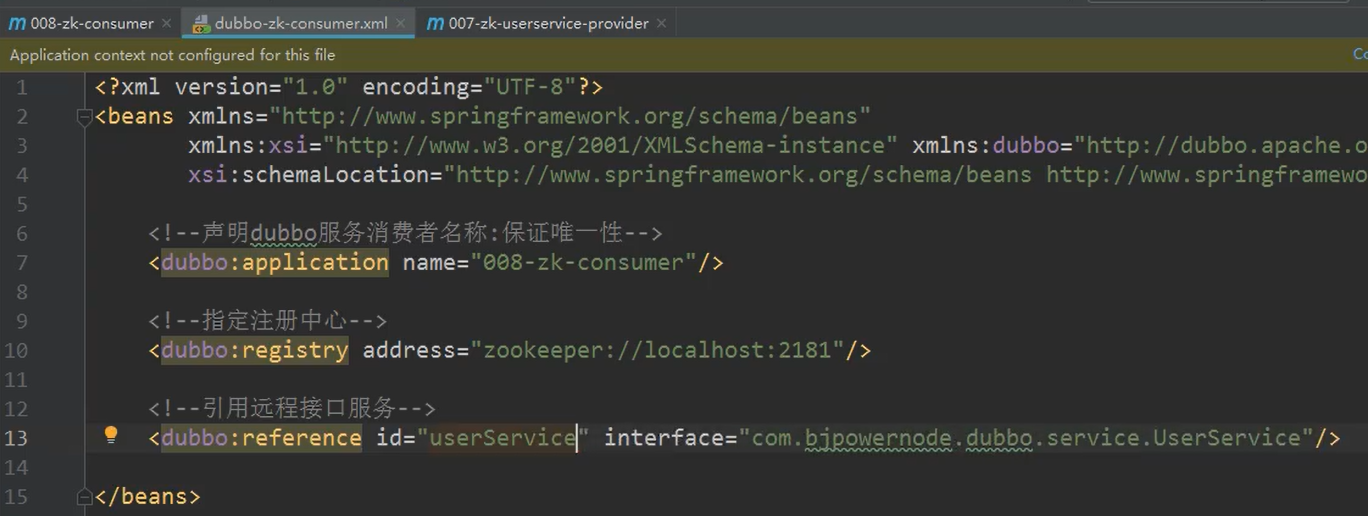 008-zk-consumer dubbo-zk-consumer.xml 007-zk-userservice-provider
Application context not configured for this file Co
1 <?xml version="1.0" encoding="UTF-8"?>
2 <beans xmlns="http://www.springframework.org/schema/beans"
3 xmlns:xsi="http://www.w3.org/2001/XMLSchema-instance" xmlns:dubbo="http://dubbo.apache.o
4 xsi:schemaLocation="http://www.springframework.org/schema/beans http://www.springframewo
5
6 <!--声明dubbo服务消费者名称:保证唯一性-->
7 <dubbo:application name="008-zk-consumer"/>
8
9 <!--指定注册中心-->
10 <dubbo:registry address="zookeeper://localhost:2181"/>
11
12 <!--引用远程接口服务-->
13 <dubbo:reference id="userService" interface="com.bjpowernode.dubbo.service.UserService"/>
14
15 </beans>